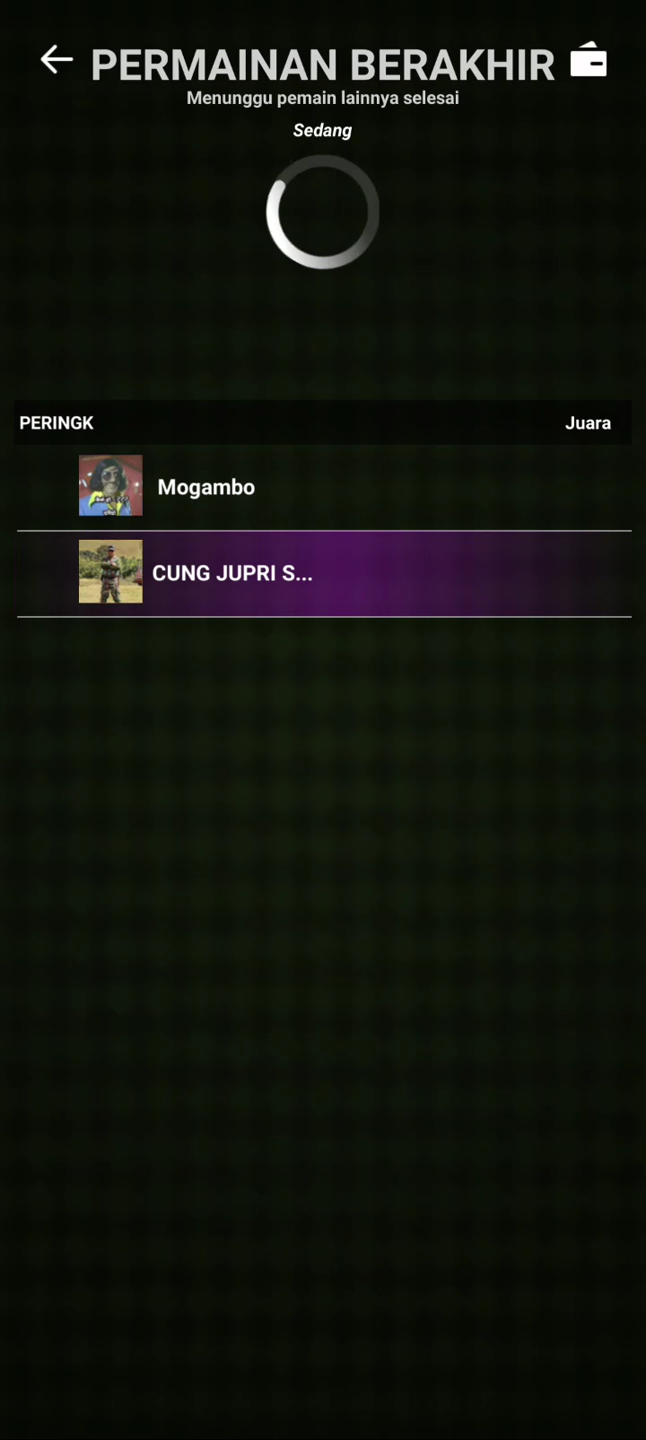 PERMAINAN BERAKHIR
Menunggu pemain lainnya selesai
Sedang
PERINGK Juara
Mogambo
CUNG JUPRI S...